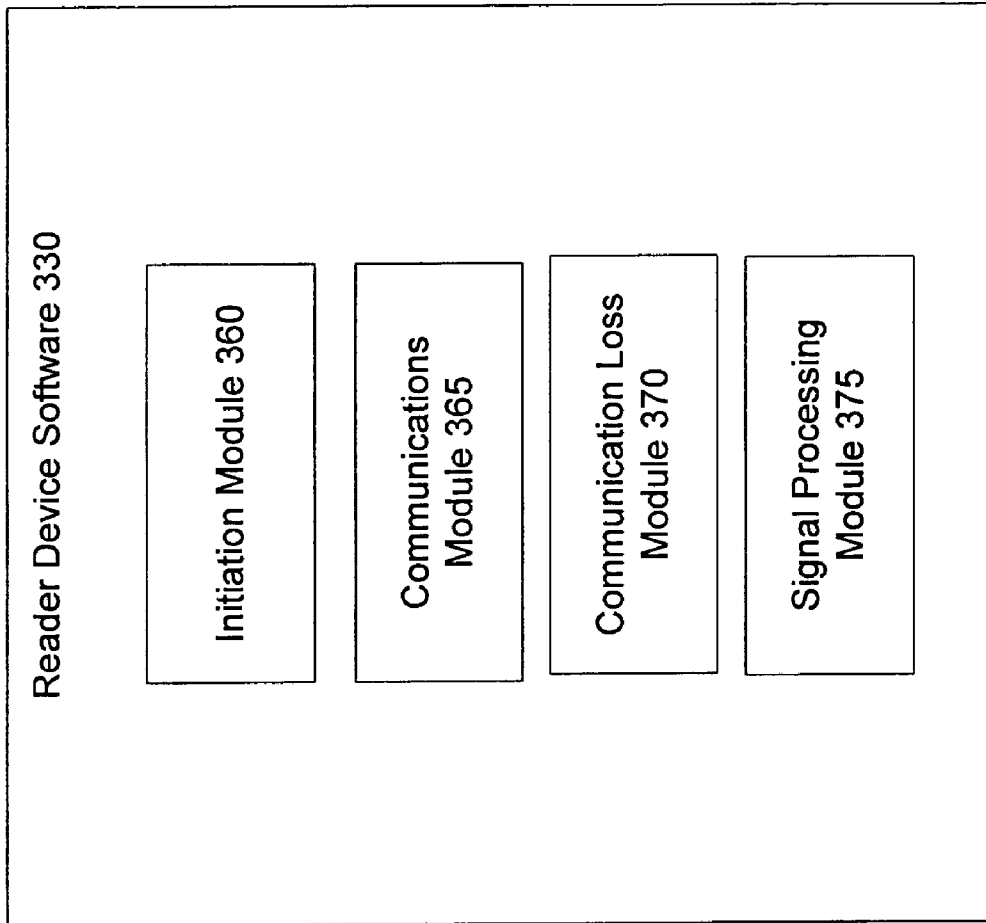 Reader Device Software 330
Initiation Module 360
Communications
Module 365
Communication Loss
Module 370
Signal Processing
Module 375